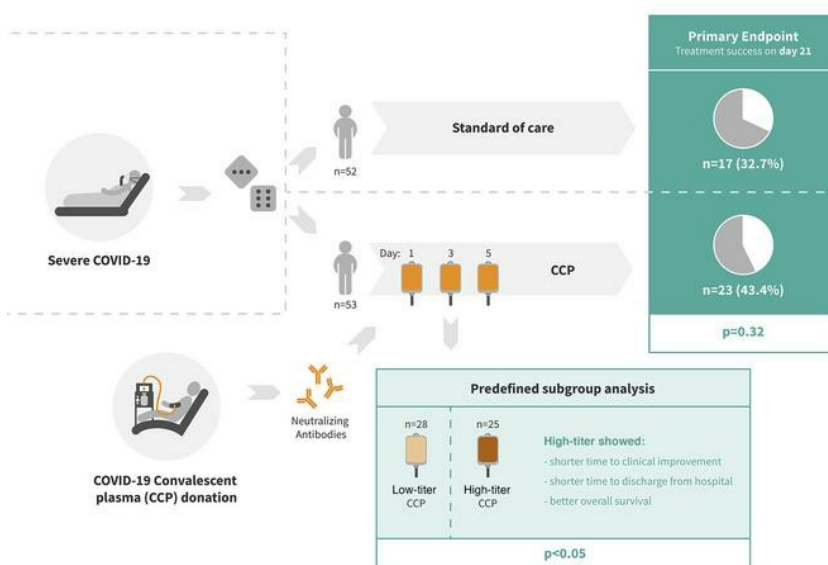 Primary Endpoint
Treatment success on day 21
Standard of care
n=52
n=17 (32.7%)
Severe COVID-19
Day: 1 3 5
CCP
n=53
n=23 (43.4%)
p=0.32
Neutralizing
Antibodies
COVID-19 Convalescent
plasma (CCP) donation
Predefined subgroup analysis
n=28
Low-titer
CCP
n=25
High-titer
CCP
High-titer showed:
- shorter time to clinical improvement
- shorter time to discharge from hospital
- better overall survival
p<0.05